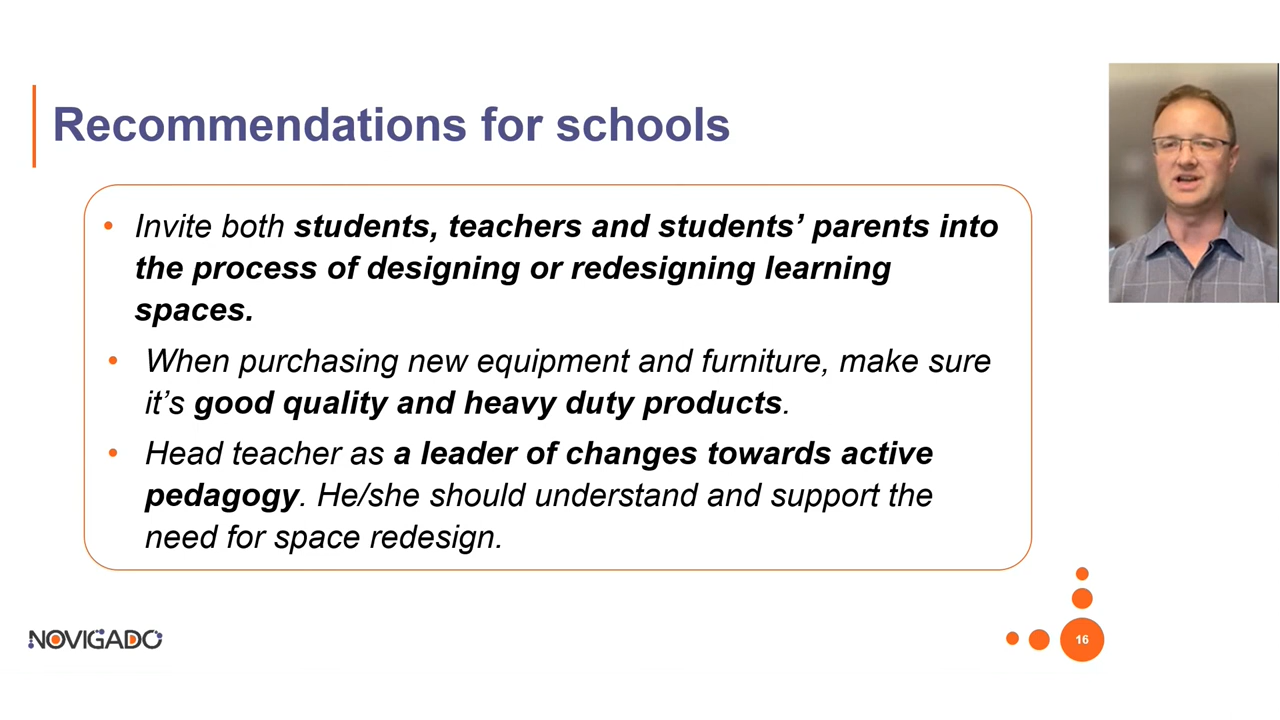 Recommendations for schools
• Invite both students, teachers and students’ parents into
the process of designing or redesigning learning
spaces.
• When purchasing new equipment and furniture, make sure
it’s good quality and heavy duty products.
• Head teacher as a leader of changes towards active
pedagogy. He/she should understand and support the
need for space redesign.
NOVIGADO
16